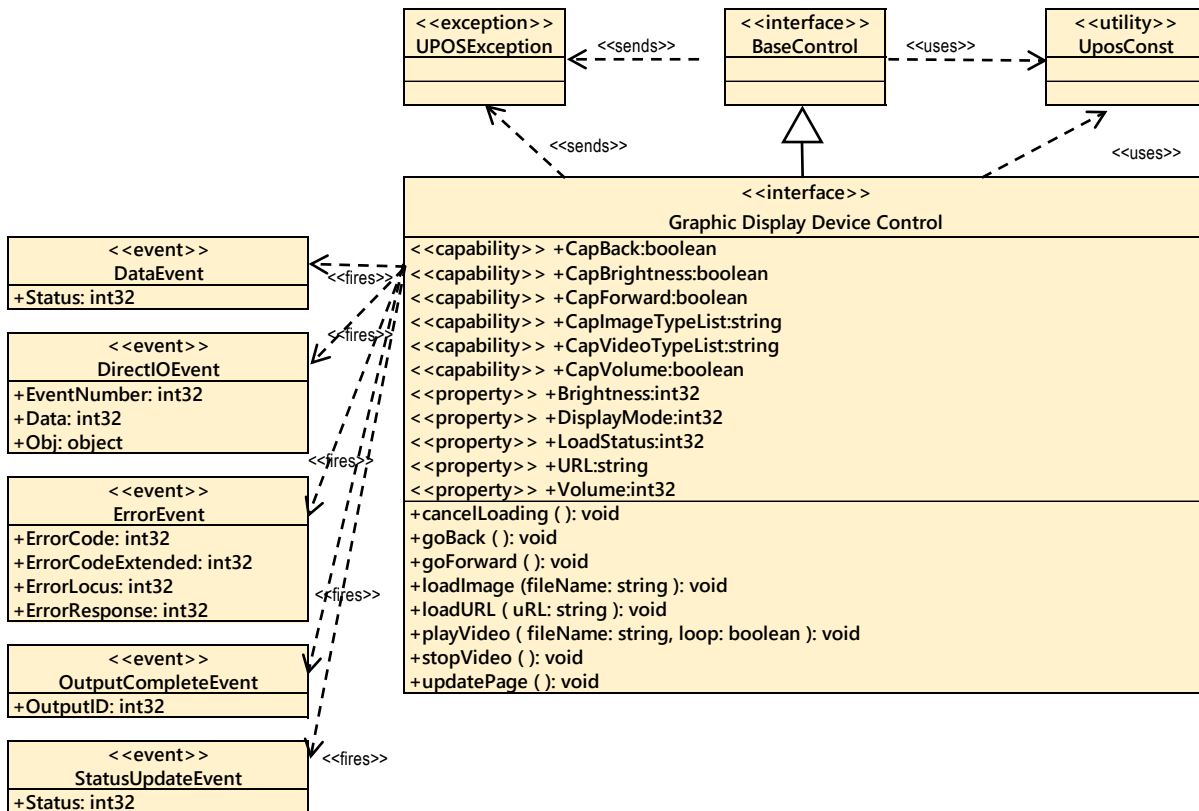 <<exception>>
UPOSException
<<sends>>
<<interface>>
BaseControl
<<uses>>
<<utility>>
UposConst
<<sends>>
<<uses>>
<<interface>>
Graphic Display Device Control
<<capability>> +CapBack:boolean
<<capability>> +CapBrightness:boolean
<<capability>> +CapForward:boolean
<<capability>> +CapImageTypeList:string
<<capability>> +CapVideoTypeList:string
<<capability>> +CapVolume:boolean
<<property>> +Brightness:int32
<<property>> +DisplayMode:int32
<<property>> +LoadStatus:int32
<<property>> +URL:string
<<property>> +Volume:int32
+cancelLoading ( ): void
+goBack ( ): void
+goForward ( ): void
+loadImage (fileName: string ): void
+loadURL ( uRL: string ): void
+playVideo ( fileName: string, loop: boolean ): void
+stopVideo ( ): void
+updatePage ( ): void
<<event>>
DataEvent
+Status: int32
<<fires>>
<<event>>
DirectIOEvent
+EventNumber: int32
+Data: int32
+Obj: object
<<fires>>
<<event>>
ErrorEvent
+ErrorCode: int32
+ErrorCodeExtended: int32
+ErrorLocus: int32
+ErrorResponse: int32
<<fires>>
<<event>>
OutputCompleteEvent
+OutputID: int32
<<fires>>
<<event>>
StatusUpdateEvent
+Status: int32
<<fires>>